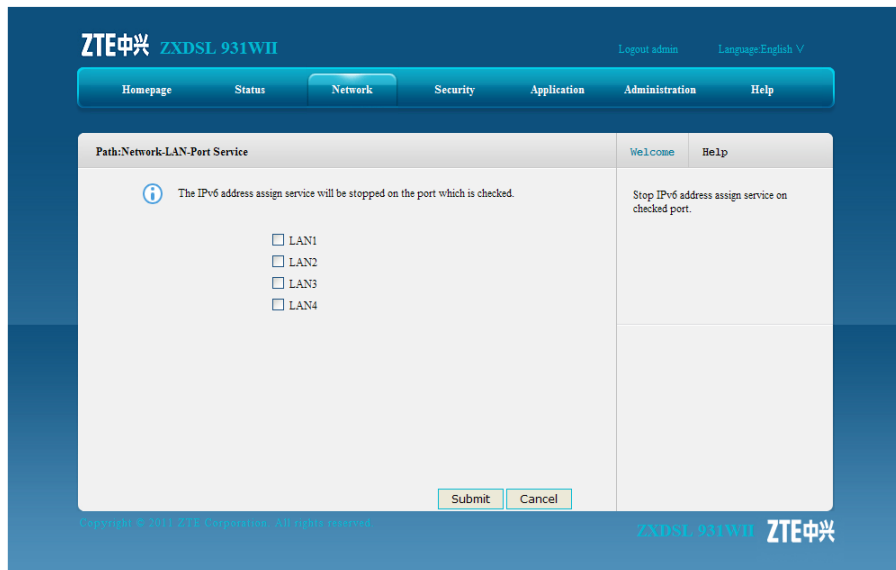 ZTE中兴 ZXDSL 931WII
Logout admin Language:English V
Homepage Status Network Security Application Administration Help
Path:Network-LAN-Port Service
Welcome Help
The IPv6 address assign service will be stopped on the port which is checked.
Stop IPv6 address assign service on
checked port.
LAN1
LAN2
LAN3
LAN4
Submit Cancel
Copyright © 2011 ZTE Corporation. All rights reserved.
ZXDSL 931WII ZTE中兴